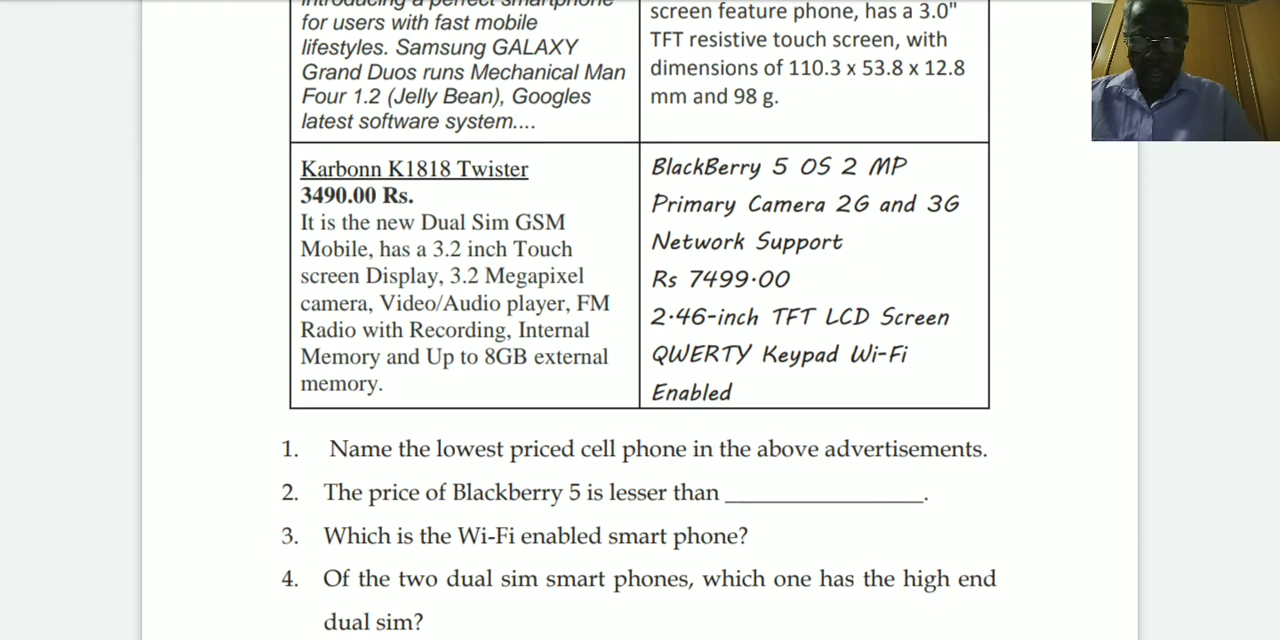 introducing a perfect smartphone
for users with fast mobile
lifestyles. Samsung GALAXY
Grand Duos runs Mechanical Man
Four 1.2 (Jelly Bean), Googles
latest software system....
screen feature phone, has a 3.0"
TFT resistive touch screen, with
dimensions of 110.3 x 53.8 x 12.8
mm and 98 g.
Karbonn K1818 Twister
3490.00 Rs.
It is the new Dual Sim GSM
Mobile, has a 3.2 inch Touch
screen Display, 3.2 Megapixel
camera, Video/Audio player, FM
Radio with Recording, Internal
Memory and Up to 8GB external
memory.
BlackBerry 5 OS 2 MP
Primary Camera 2G and 3G
Network Support
Rs 7499.00
2.46-inch TFT LCD Screen
QWERTY Keypad Wi-Fi
Enabled
1. Name the lowest priced cell phone in the above advertisements.
2. The price of Blackberry 5 is lesser than __________________.
3. Which is the Wi-Fi enabled smart phone?
4. Of the two dual sim smart phones, which one has the high end
dual sim?